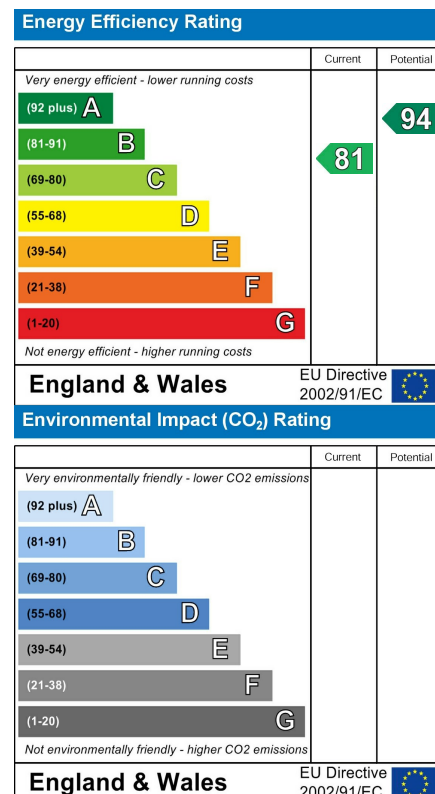 Energy Efficiency Rating
Current Potential
Very energy efficient - lower running costs
(92 plus) A
94
(81-91) B
81
(69-80) C
(55-68) D
(39-54) E
(21-38) F
(1-20) G
Not energy efficient - higher running costs
England & Wales
EU Directive
2002/91/EC
Environmental Impact (CO₂) Rating
Current Potential
Very environmentally friendly - lower CO2 emissions
(92 plus) A
(81-91) B
(69-80) C
(55-68) D
(39-54) E
(21-38) F
(1-20) G
Not environmentally friendly - higher CO2 emissions
England & Wales
EU Directive
2002/91/EC